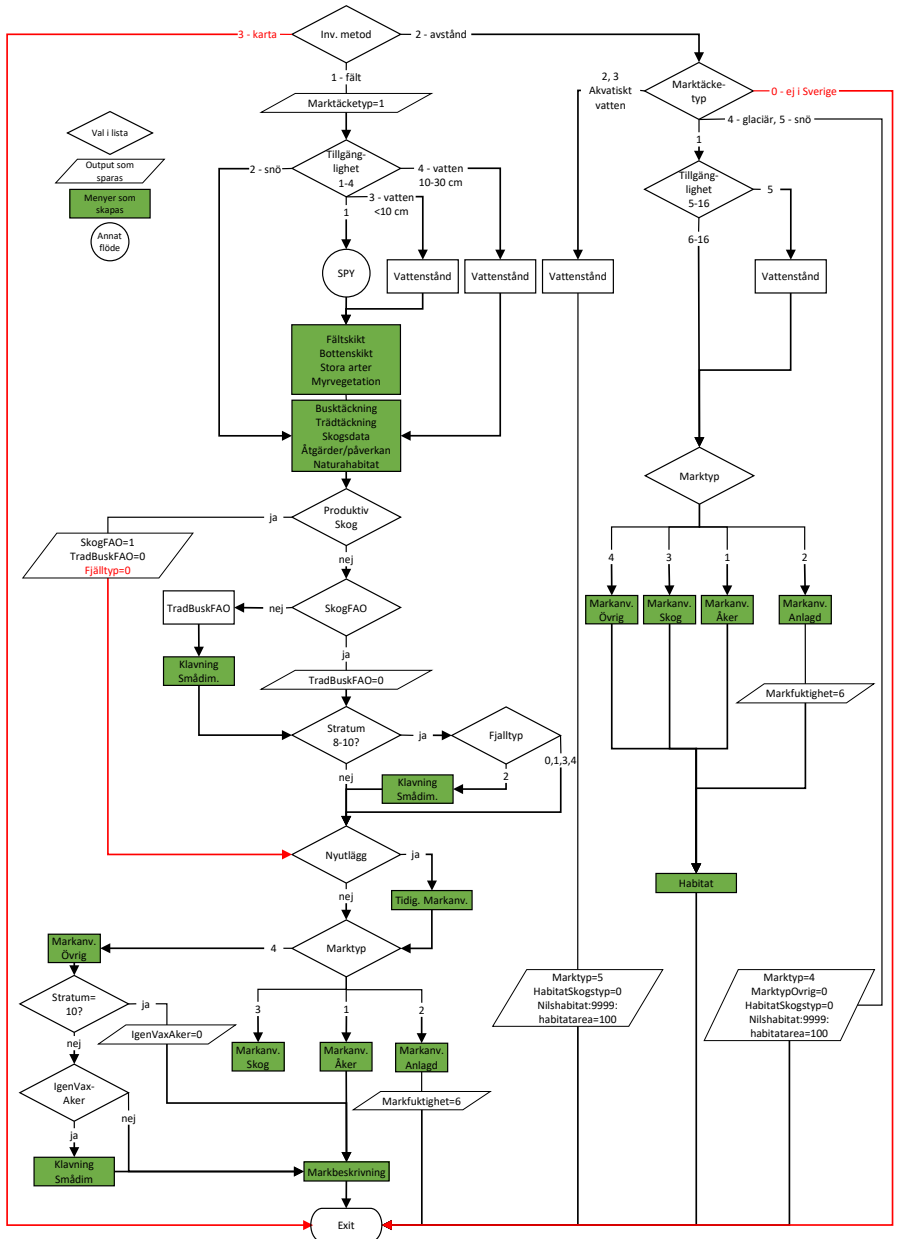 3 - karta
Inv. metod
2 - avstånd
1 - fält
Marktäcketyp=1
2, 3
Akvatiskt
vatten
Marktäcke-
typ
0 - ej i Sverige
4 - glaciär, 5 - snö
1
Val i lista
Output som
sparas
Menyer som
skapas
Annat
flöde
2 - snö
Tillgäng-
lighet
1-4
4 - vatten
10-30 cm
3 - vatten
<10 cm
1
Tillgäng-
lighet
5-16
5
6-16
SPY
Vattenstånd
Vattenstånd
Vattenstånd
Vattenstånd
Fältskikt
Bottenskikt
Stora arter
Myrvegetation
Busktäckning
Trädtäckning
Skogsdata
Åtgärder/påverkan
Naturahabitat
Marktyp
ja
Produktiv
Skog
nej
SkogFAO=1
TradBuskFAO=0
Fjälltyp=0
4
3
1
2
TradBuskFAO
nej
SkogFAO
ja
Markanv.
Övrig
Markanv.
Skog
Markanv.
Åker
Markanv.
Anlagd
Klavning
Smådim.
TradBuskFAO=0
Markfuktighet=6
Stratum
8-10?
ja
Fjalltyp
0,1,3,4
nej
2
Klavning
Smådim.
Nyutlägg
ja
nej
Tidig. Markanv.
Habitat
Markanv.
Övrig
4
Marktyp
Stratum=
10?
ja
nej
IgenVaxAker=0
3
1
2
Markanv.
Skog
Markanv.
Åker
Markanv.
Anlagd
Markfuktighet=6
Marktyp=5
HabitatSkogstyp=0
Nilshabitat:9999:
habitatarea=100
Marktyp=4
MarktypOvrig=0
HabitatSkogstyp=0
Nilshabitat:9999:
habitatarea=100
IgenVax-
Aker
nej
ja
Klavning
Smådim
Markbeskrivning
Exit